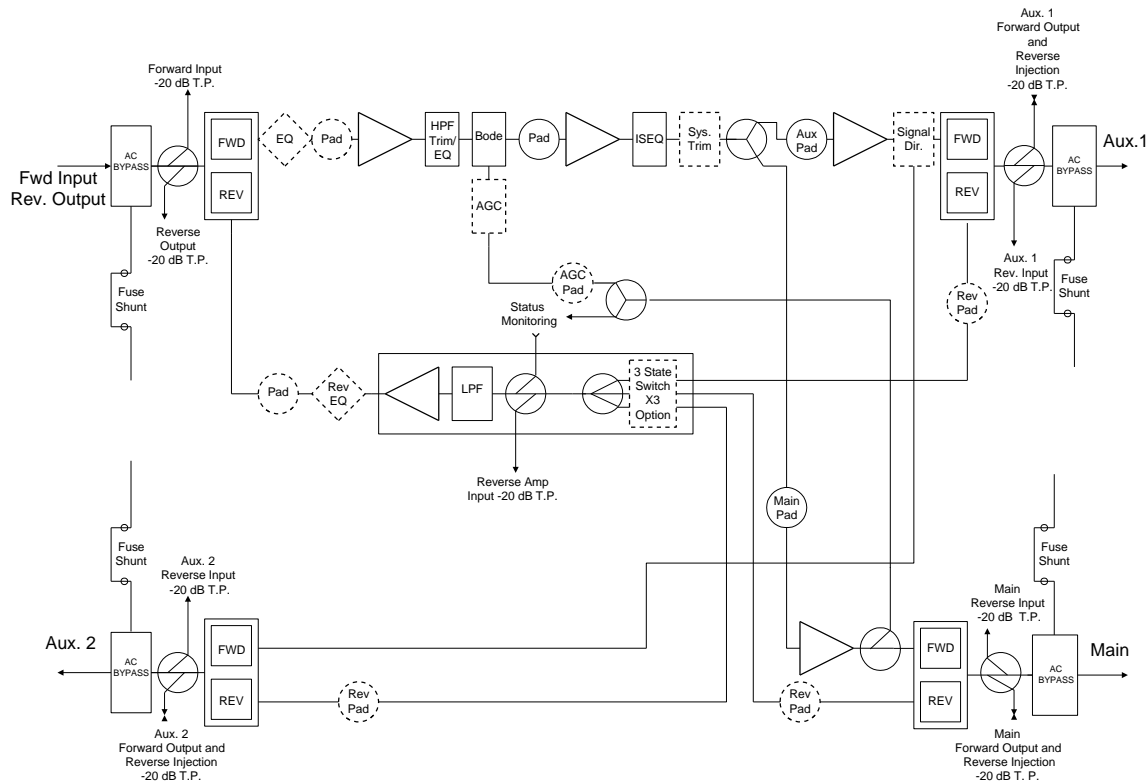 Aux. 1
Forward Output
and
Reverse
Injection
-20 dB T.P.
Forward Input
-20 dB T.P.
AC
BYPASS
Fwd Input
Rev. Output
FWD
REV
EQ
Pad
HPF
Trim/
EQ
Bode
Pad
ISEQ
Sys.
Trim
Aux
Pad
Signal
Dir.
FWD
REV
AC
BYPASS
Aux.1
AGC
Reverse
Output
-20 dB T.P.
Aux. 1
Rev. Input
-20 dB T.P.
Fuse
Shunt
AGC
Pad
Rev
Pad
Fuse
Shunt
Status
Monitoring
Pad
Rev
EQ
LPF
3 State
Switch
X3
Option
Reverse Amp
Input -20 dB T.P.
Main
Pad
Fuse
Shunt
Fuse
Shunt
Aux. 2
Reverse Input
-20 dB T.P.
Main
Reverse Input
-20 dB T.P.
Aux. 2
AC
BYPASS
FWD
REV
Rev
Pad
Rev
Pad
FWD
REV
AC
BYPASS
Main
Aux. 2
Forward Output and
Reverse Injection
-20 dB T.P.
Main
Forward Output and
Reverse Injection
-20 dB T. P.